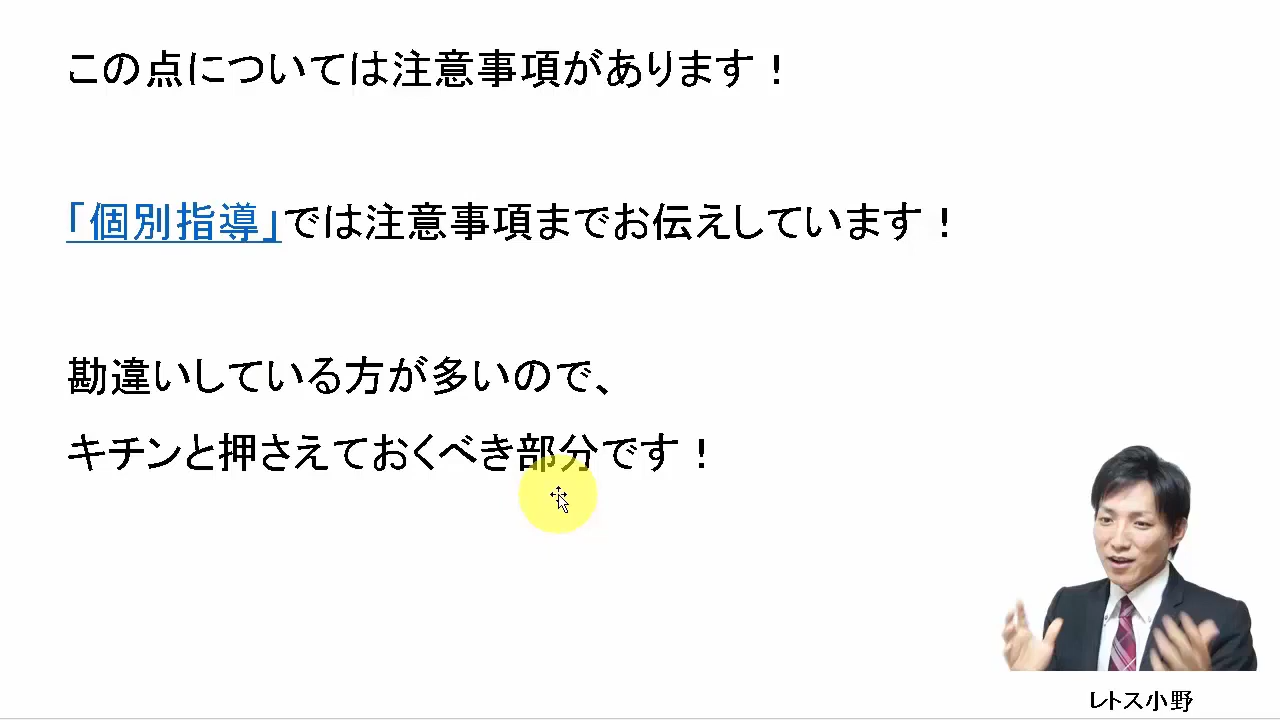 この点については注意事項があります！
「個別指導」では注意事項までお伝えしています！
勘違いしている方が多いので、
キチンと押さえておくべき部分です！
レトス小野